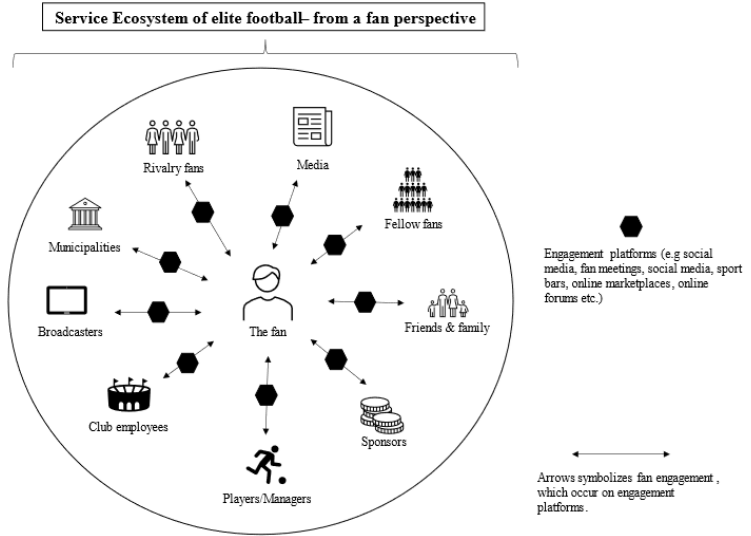 Service Ecosystem of elite football– from a fan perspective
Rivalry fans
Media
Fellow fans
Municipalities
Broadcasters
The fan
Friends & family
Club employees
Sponsors
Players/Managers
Engagement platforms (e.g social
media, fan meetings, social media, sport
bars, online marketplaces, online
forums etc.)
Arrows symbolizes fan engagement ,
which occur on engagement
platforms.